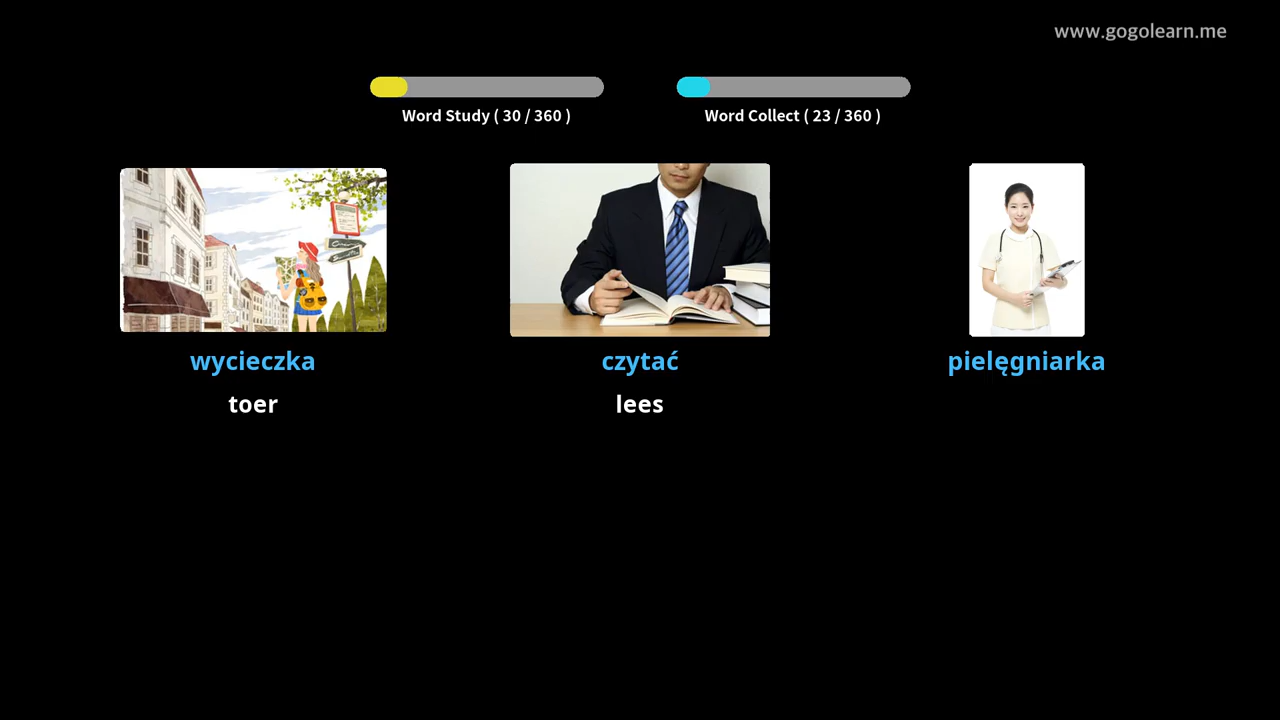 www.gogolearn.me
Word Study ( 30 / 360 )
Word Collect ( 23 / 360 )
wycieczka
czytać
pielęgniarka
toer
lees